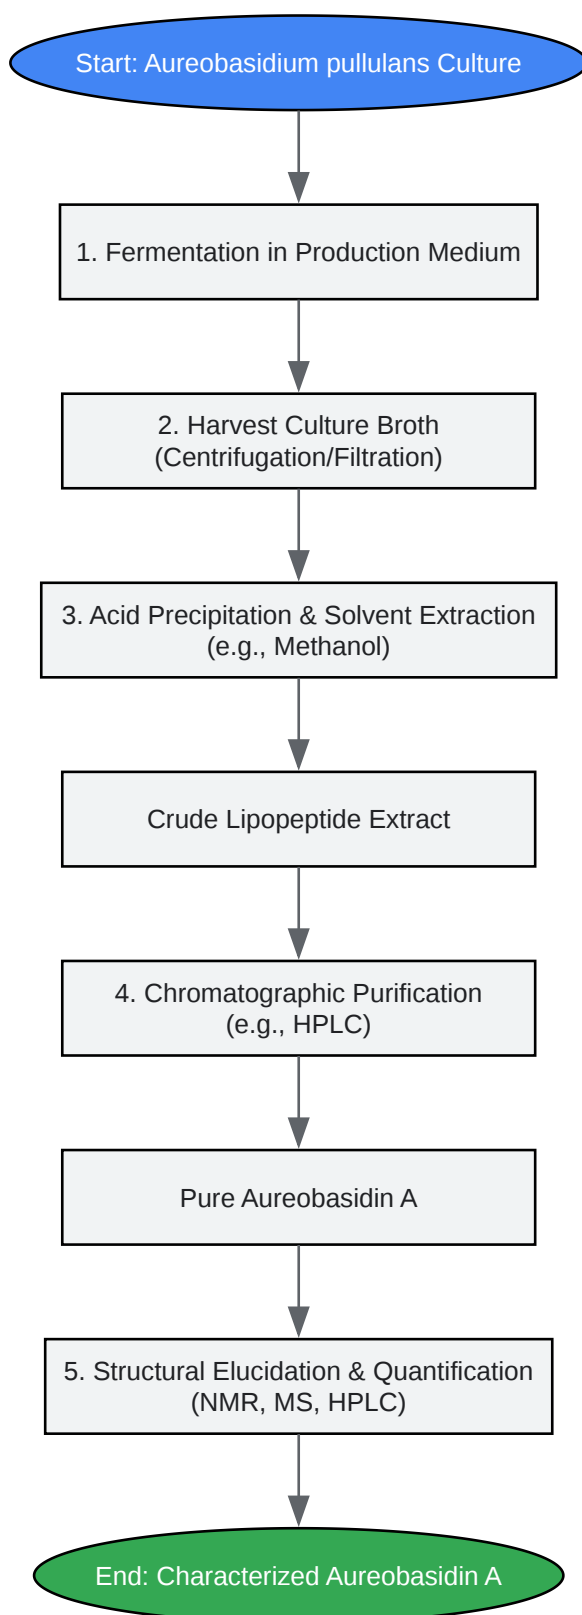 Start: Aureobasidium pullulans Culture
1. Fermentation in Production Medium
2. Harvest Culture Broth
(Centrifugation/Filtration)
3. Acid Precipitation & Solvent Extraction
(e.g., Methanol)
Crude Lipopeptide Extract
4. Chromatographic Purification
(e.g., HPLC)
Pure Aureobasidin A
5. Structural Elucidation & Quantification
(NMR, MS, HPLC)
End: Characterized Aureobasidin A